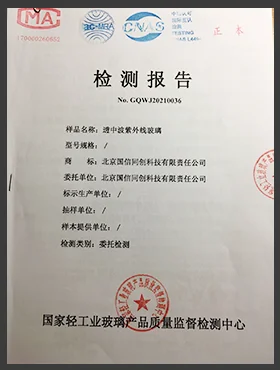 MA
170000260882
ilac-MRA
CNAS
TESTING
正本
检测报告
No. GQWJ20210036
样品名称：透中波紫外线玻璃
型号规格：/
商 标：北京国信同创科技有限责任公司
委托单位：北京国信同创科技有限责任公司
标示生产单位：/
抽样单位：/
样本提供单位：/
检测类别：委托检测
国家轻工业玻璃产品质量监督检测中心